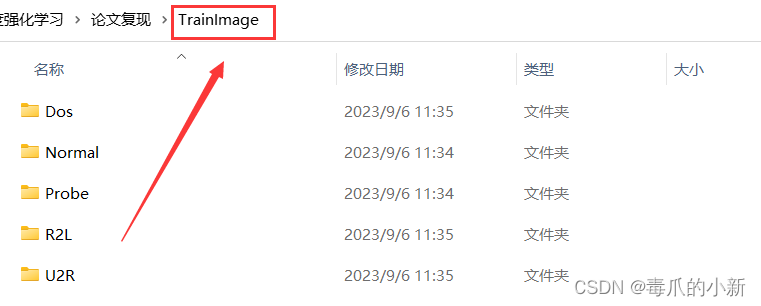 度强化学习 > 论文复现 > TrainImage
名称 修改日期 类型 大小
Dos 2023/9/6 11:35 文件夹
Normal 2023/9/6 11:34 文件夹
Probe 2023/9/6 11:34 文件夹
R2L 2023/9/6 11:35 文件夹
U2R 2023/9/6 11:35 文件夹
CSDN @毒爪的小新